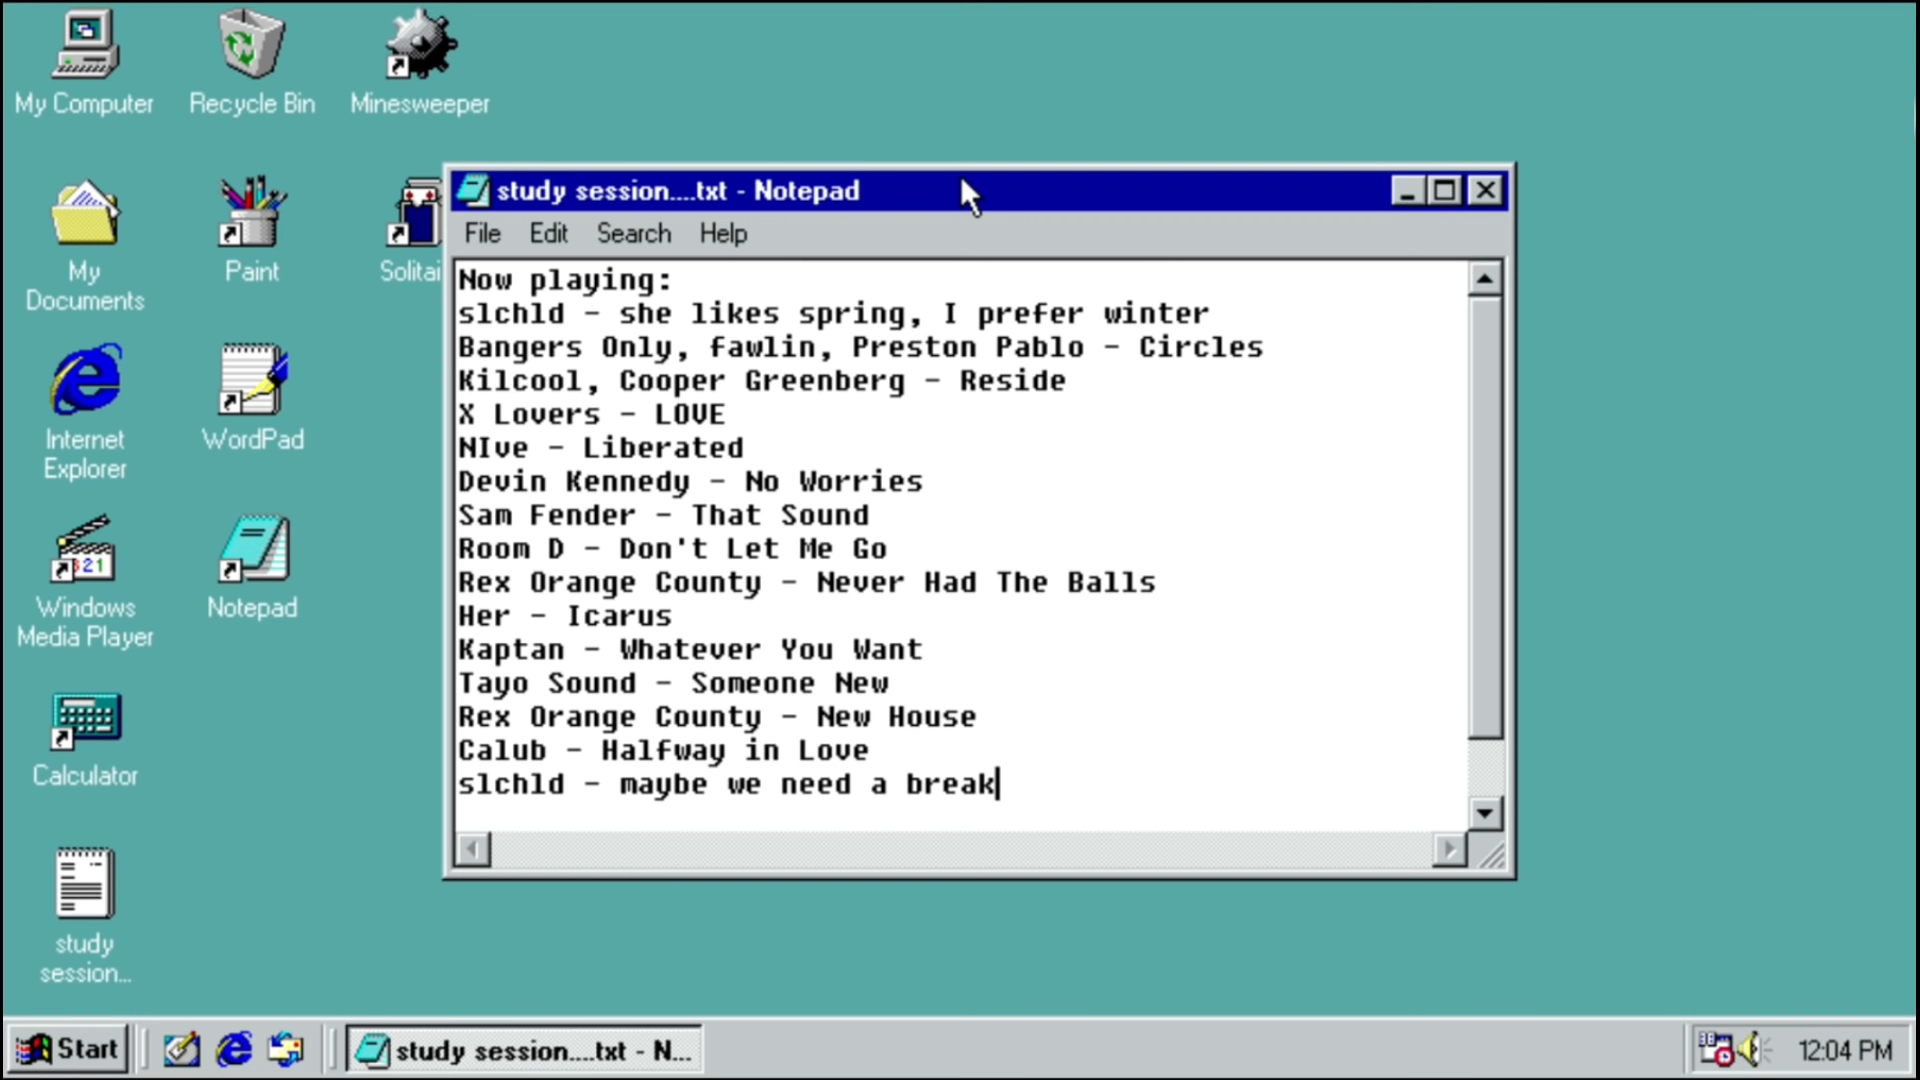 My Computer
Recycle Bin
Minesweeper
My
Documents
Paint
Solitai
Internet
Explorer
WordPad
Windows
Media Player
Notepad
Calculator
study
session...
study session....txt - Notepad
File Edit Search Help
Now playing:
slchld - she likes spring, I prefer winter
Bangers Only, fawlin, Preston Pablo - Circles
Kilcool, Cooper Greenberg - Reside
X Lovers - LOVE
NIve - Liberated
Devin Kennedy - No Worries
Sam Fender - That Sound
Room D - Don't Let Me Go
Rex Orange County - Never Had The Balls
Her - Icarus
Kaptan - Whatever You Want
Tayo Sound - Someone New
Rex Orange County - New House
Calub - Halfway in Love
slchld - maybe we need a break
Start
study session....txt - N...
12:04 PM